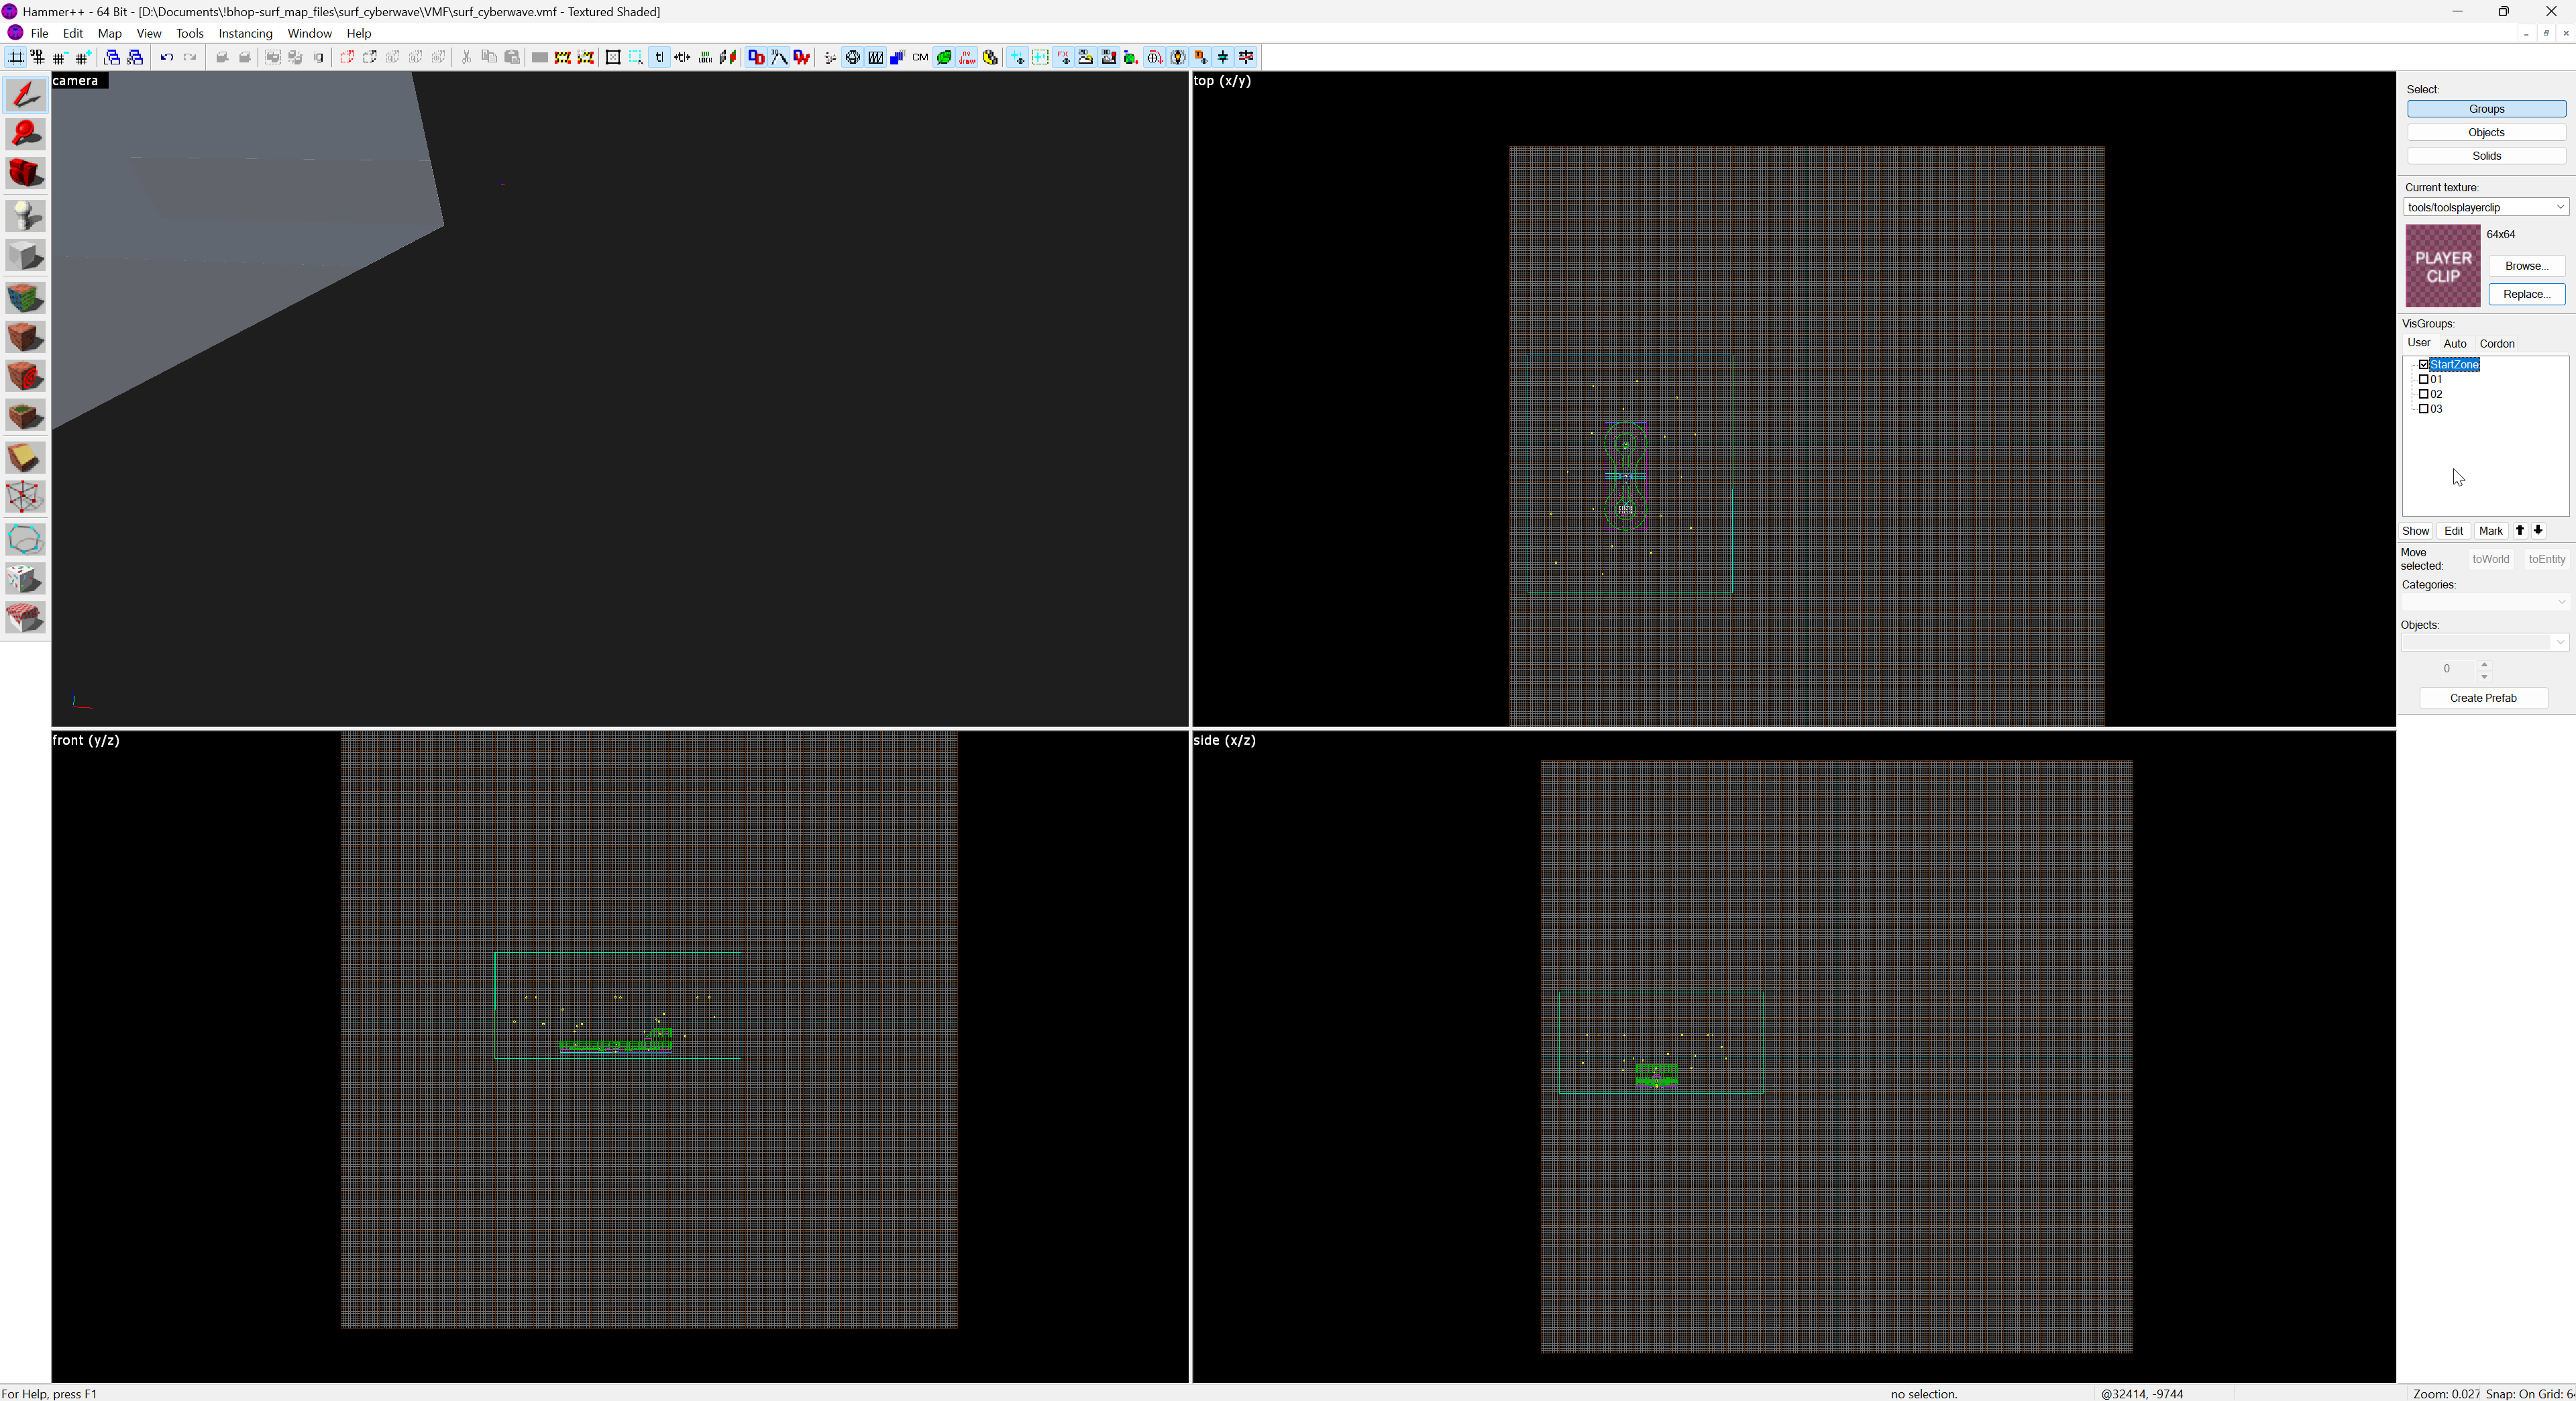 Hammer++ - 64 Bit - [D:\Documents\!bhop-surf_map_files\surf_cyberwave\VMF\surf_cyberwave.vmf - Textured Shaded]
File Edit Map View Tools Instancing Window Help
camera
top (x/y)
front (y/z)
side (x/z)
Select:
Groups
Objects
Solids
Current texture:
tools/toolsplayerclip
PLAYER
CLIP
64x64
Browse...
Replace...
VisGroups:
User Auto Cordon
StartZone
01
02
03
Show Edit Mark
Move
selected:
toWorld toEntity
Categories:
Objects:
0
Create Prefab
For Help, press F1
no selection.
@32414, -9744
Zoom: 0.027
Snap: On Grid: 6